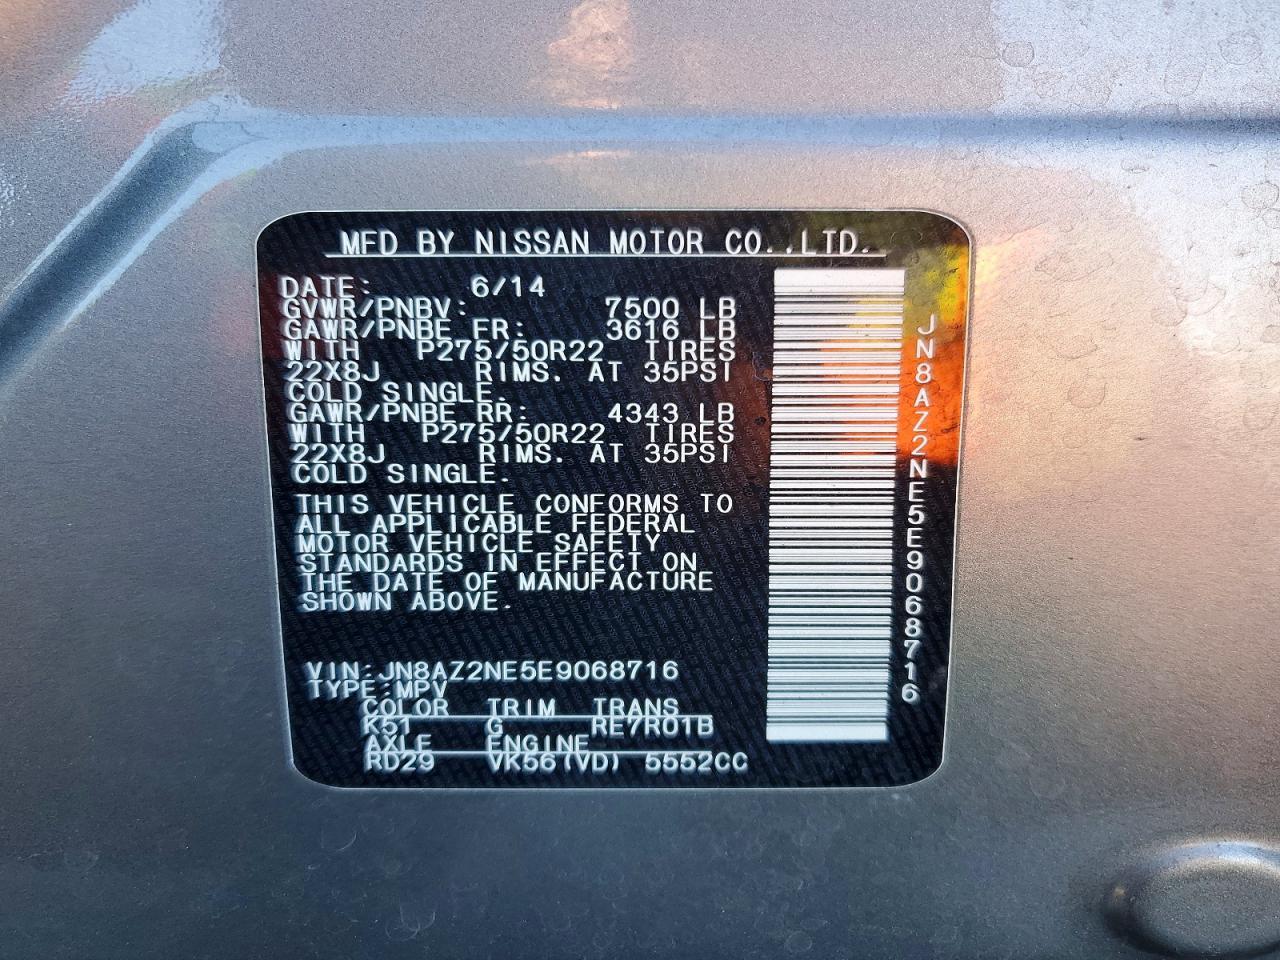 MFD BY NISSAN MOTOR CO.,LTD.
DATE: 6/14
GVWR/PNBV: 7500 LB
GAWR/PNBE FR: 3616 LB
WITH P275/50R22 TIRES
22X8J RIMS. AT 35PSI
COLD SINGLE.
GAWR/PNBE RR: 4343 LB
WITH P275/50R22 TIRES
22X8J RIMS. AT 35PSI
COLD SINGLE.
THIS VEHICLE CONFORMS TO
ALL APPLICABLE FEDERAL
MOTOR VEHICLE SAFETY
STANDARDS IN EFFECT ON
THE DATE OF MANUFACTURE
SHOWN ABOVE.
VIN:JN8AZ2NE5E9068716
TYPE:MPV
COLOR TRIM TRANS
K51 G RE7R01B
AXLE ENGINE
RD29 VK56(VD) 5552CC
JN8AZ2NE5E9068716